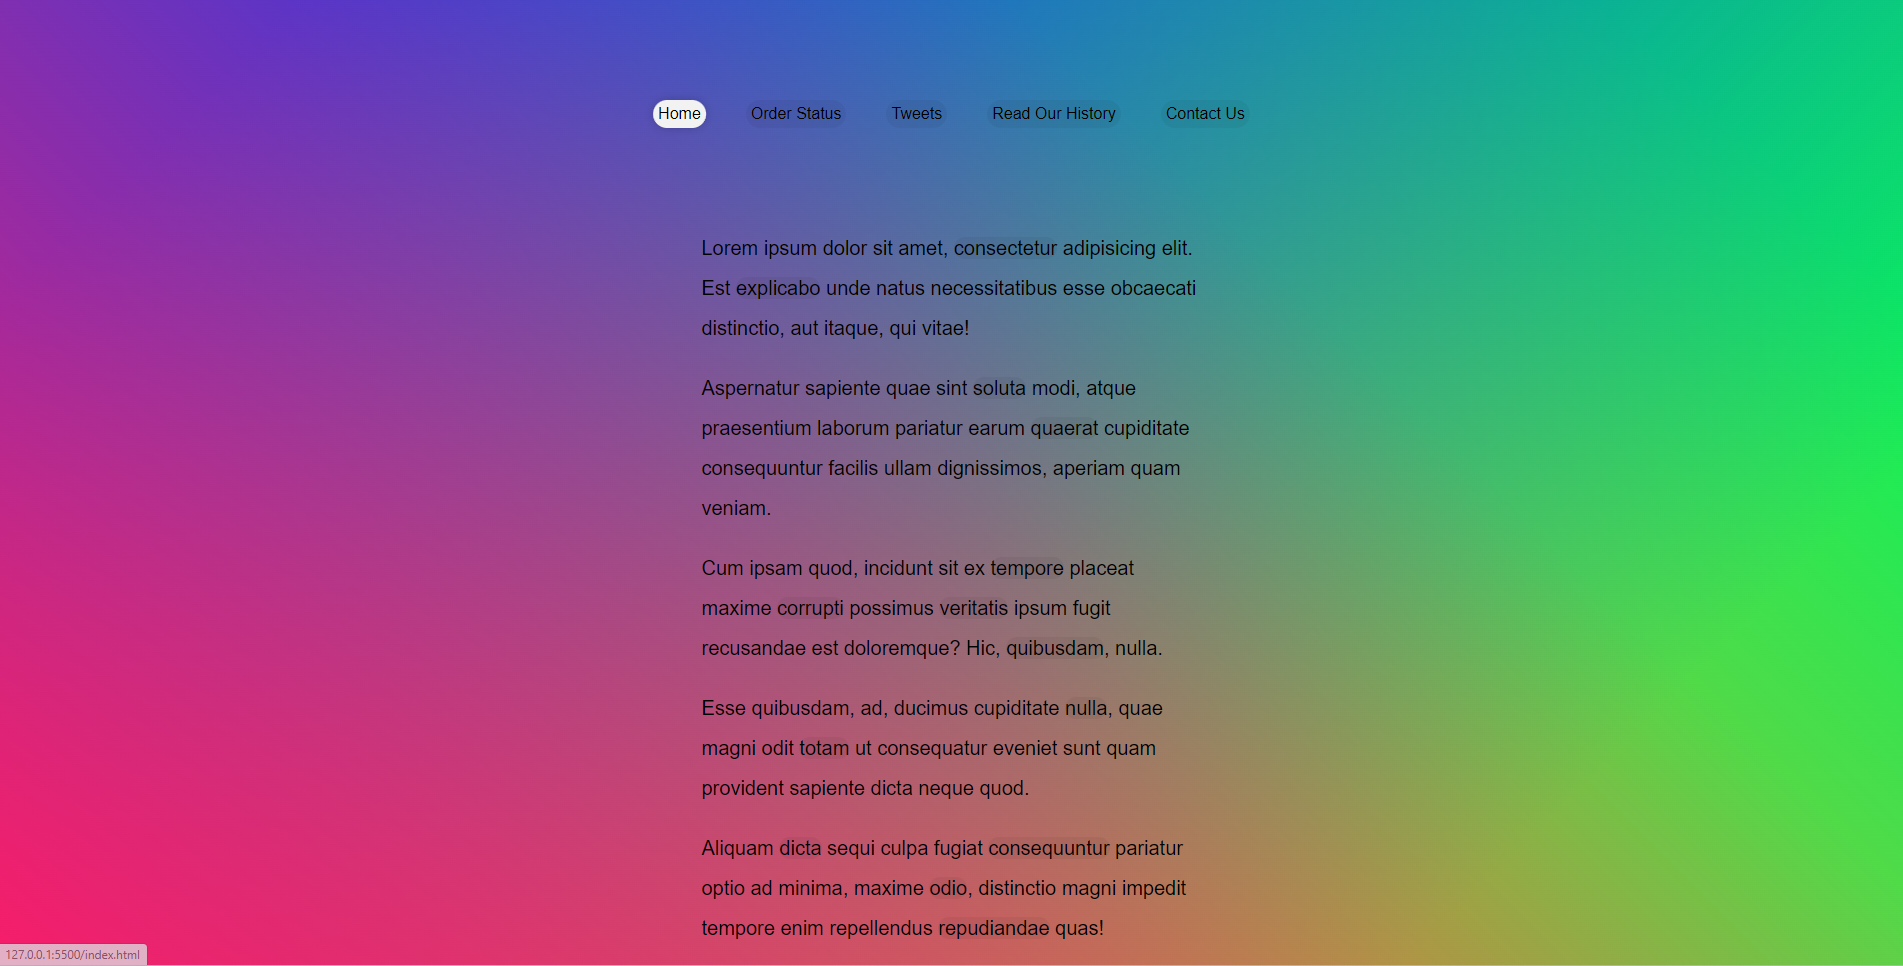 Home Order Status Tweets Read Our History Contact Us
Lorem ipsum dolor sit amet, consectetur adipisicing elit.
Est explicabo unde natus necessitatibus esse obcaecati
distinctio, aut itaque, qui vitae!
Aspernatur sapiente quae sint soluta modi, atque
praesentium laborum pariatur earum quaerat cupiditate
consequuntur facilis ullam dignissimos, aperiam quam
veniam.
Cum ipsam quod, incidunt sit ex tempore placeat
maxime corrupti possimus veritatis ipsum fugit
recusandae est doloremque? Hic, quibusdam, nulla.
Esse quibusdam, ad, ducimus cupiditate nulla, quae
magni odit totam ut consequatur eveniet sunt quam
provident sapiente dicta neque quod.
Aliquam dicta sequi culpa fugiat consequuntur pariatur
optio ad minima, maxime odio, distinctio magni impedit
tempore enim repellendus repudiandae quas!
127.0.0.1:5500/index.html